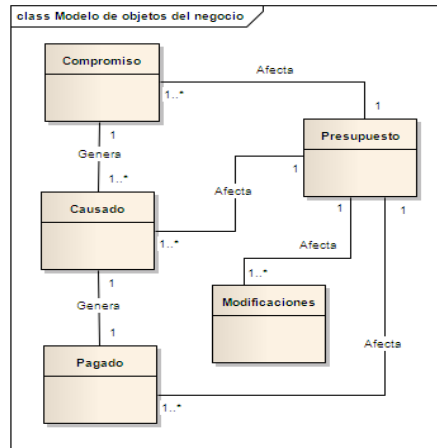 class Modelo de objetos del negocio
Compromiso
Afecta
1..*
1
1
Presupuesto
Genera
1..*
1
Afecta
Causado
1..*
1
1
1
Afecta
Genera
1..*
Modificaciones
1
Afecta
Pagado
1..*